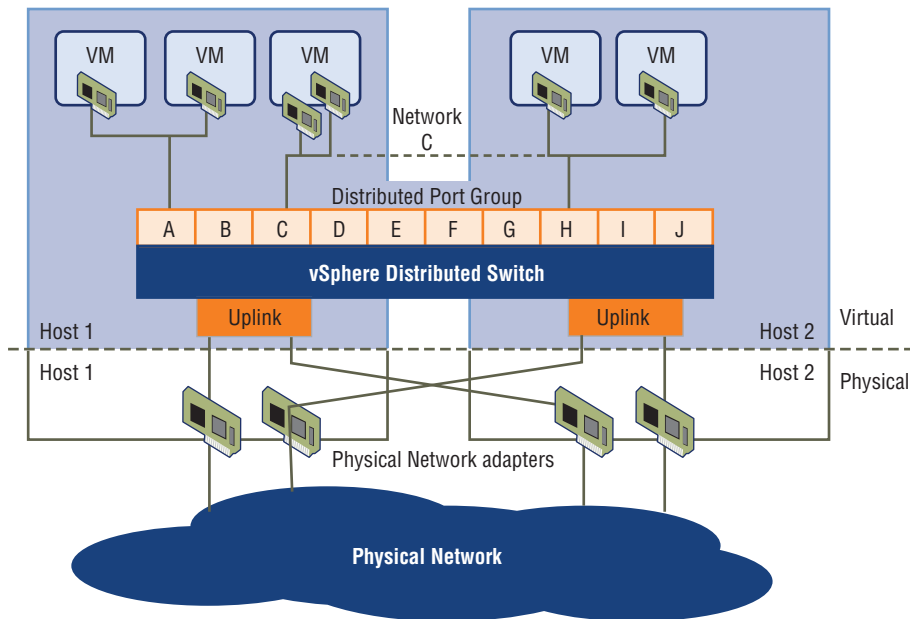 VM VM VM VM VM
Network
C
Distributed Port Group
A B C D E F G H I J
vSphere Distributed Switch
Uplink Uplink
Host 1 Host 2 Virtual
Host 1 Host 2 Physical
Physical Network adapters
Physical Network